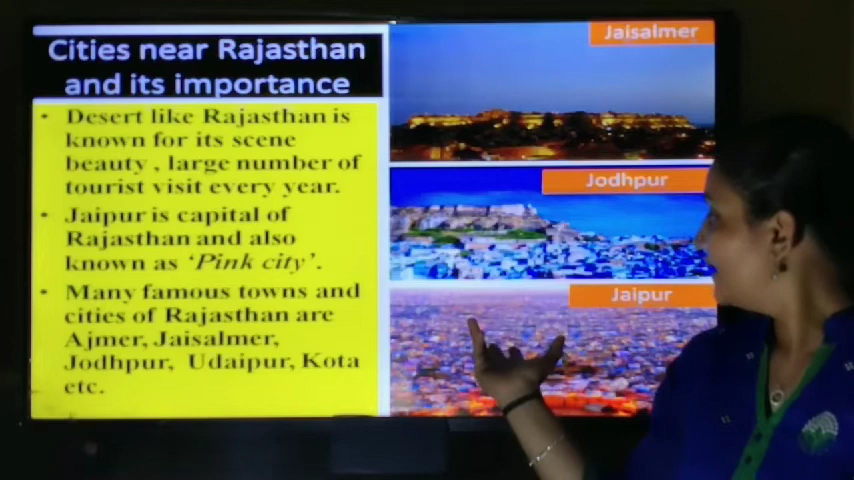 Cities near Rajasthan
and its importance
• Desert like Rajasthan is
known for its scene
beauty , large number of
tourist visit every year.
• Jaipur is capital of
Rajasthan and also
known as ‘Pink city’.
• Many famous towns and
cities of Rajasthan are
Ajmer, Jaisalmer,
Jodhpur, Udaipur, Kota
etc.
Jaisalmer
Jodhpur
Jaipur